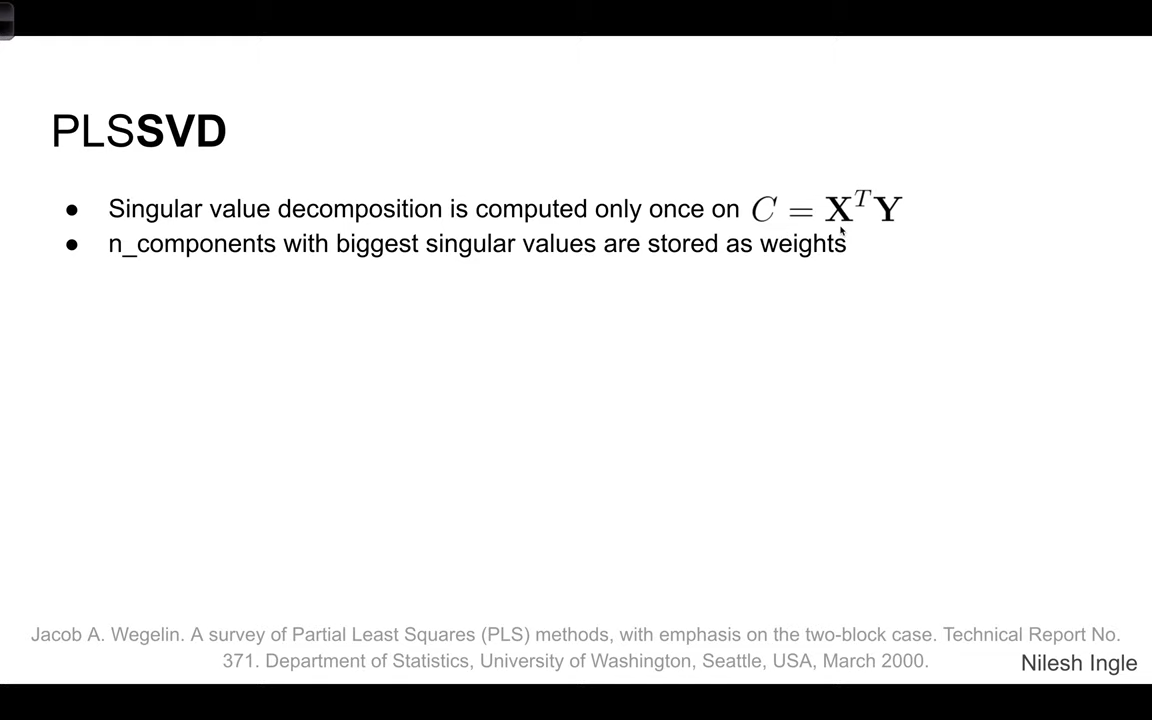 PLSSVD
● Singular value decomposition is computed only once on C = X^T Y
● n_components with biggest singular values are stored as weights
Jacob A. Wegelin. A survey of Partial Least Squares (PLS) methods, with emphasis on the two-block case. Technical Report No.
371. Department of Statistics, University of Washington, Seattle, USA, March 2000.
Nilesh Ingle